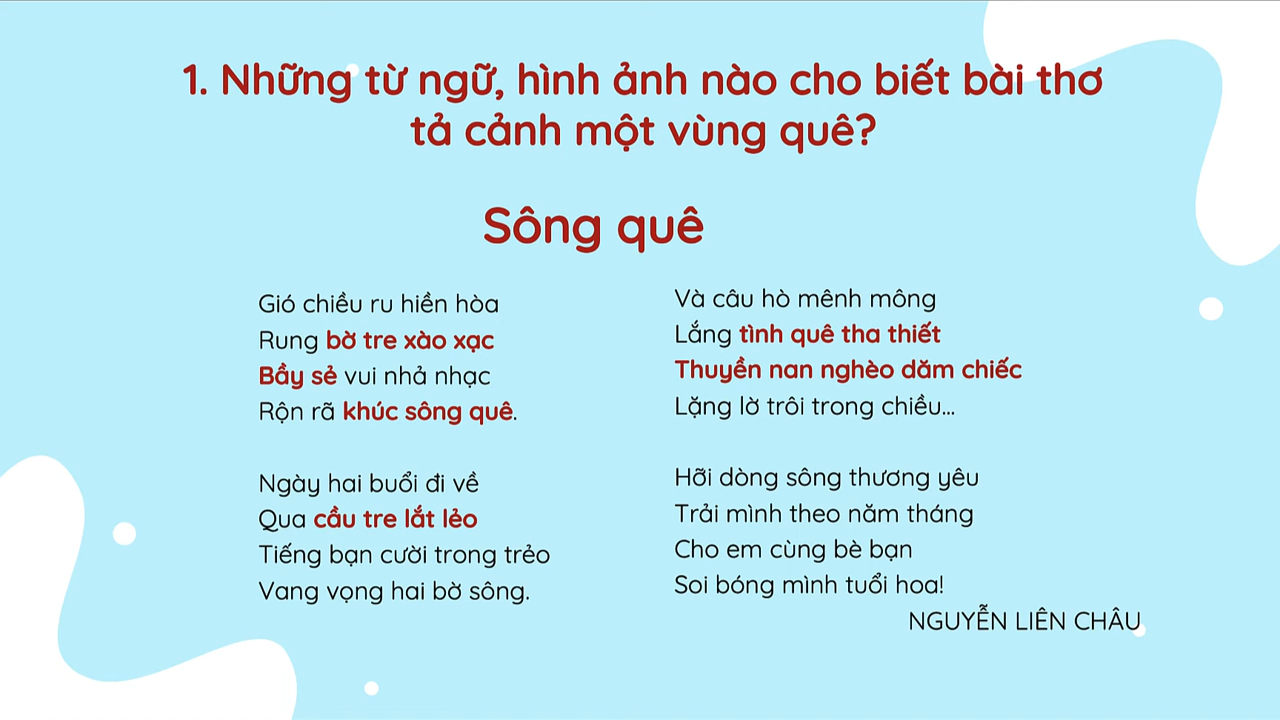 1. Những từ ngữ, hình ảnh nào cho biết bài thơ
tả cảnh một vùng quê?
Sông quê
Gió chiều ru hiền hòa
Rung bờ tre xào xạc
Bầy sẻ vui nhả nhạc
Rộn rã khúc sông quê.
Ngày hai buổi đi về
Qua cầu tre lắt lẻo
Tiếng bạn cười trong trẻo
Vang vọng hai bờ sông.
Và câu hò mênh mông
Lắng tình quê tha thiết
Thuyền nan nghèo dăm chiếc
Lặng lờ trôi trong chiều...
Hỡi dòng sông thương yêu
Trải mình theo năm tháng
Cho em cùng bè bạn
Soi bóng mình tuổi hoa!
NGUYỄN LIÊN CHÂU